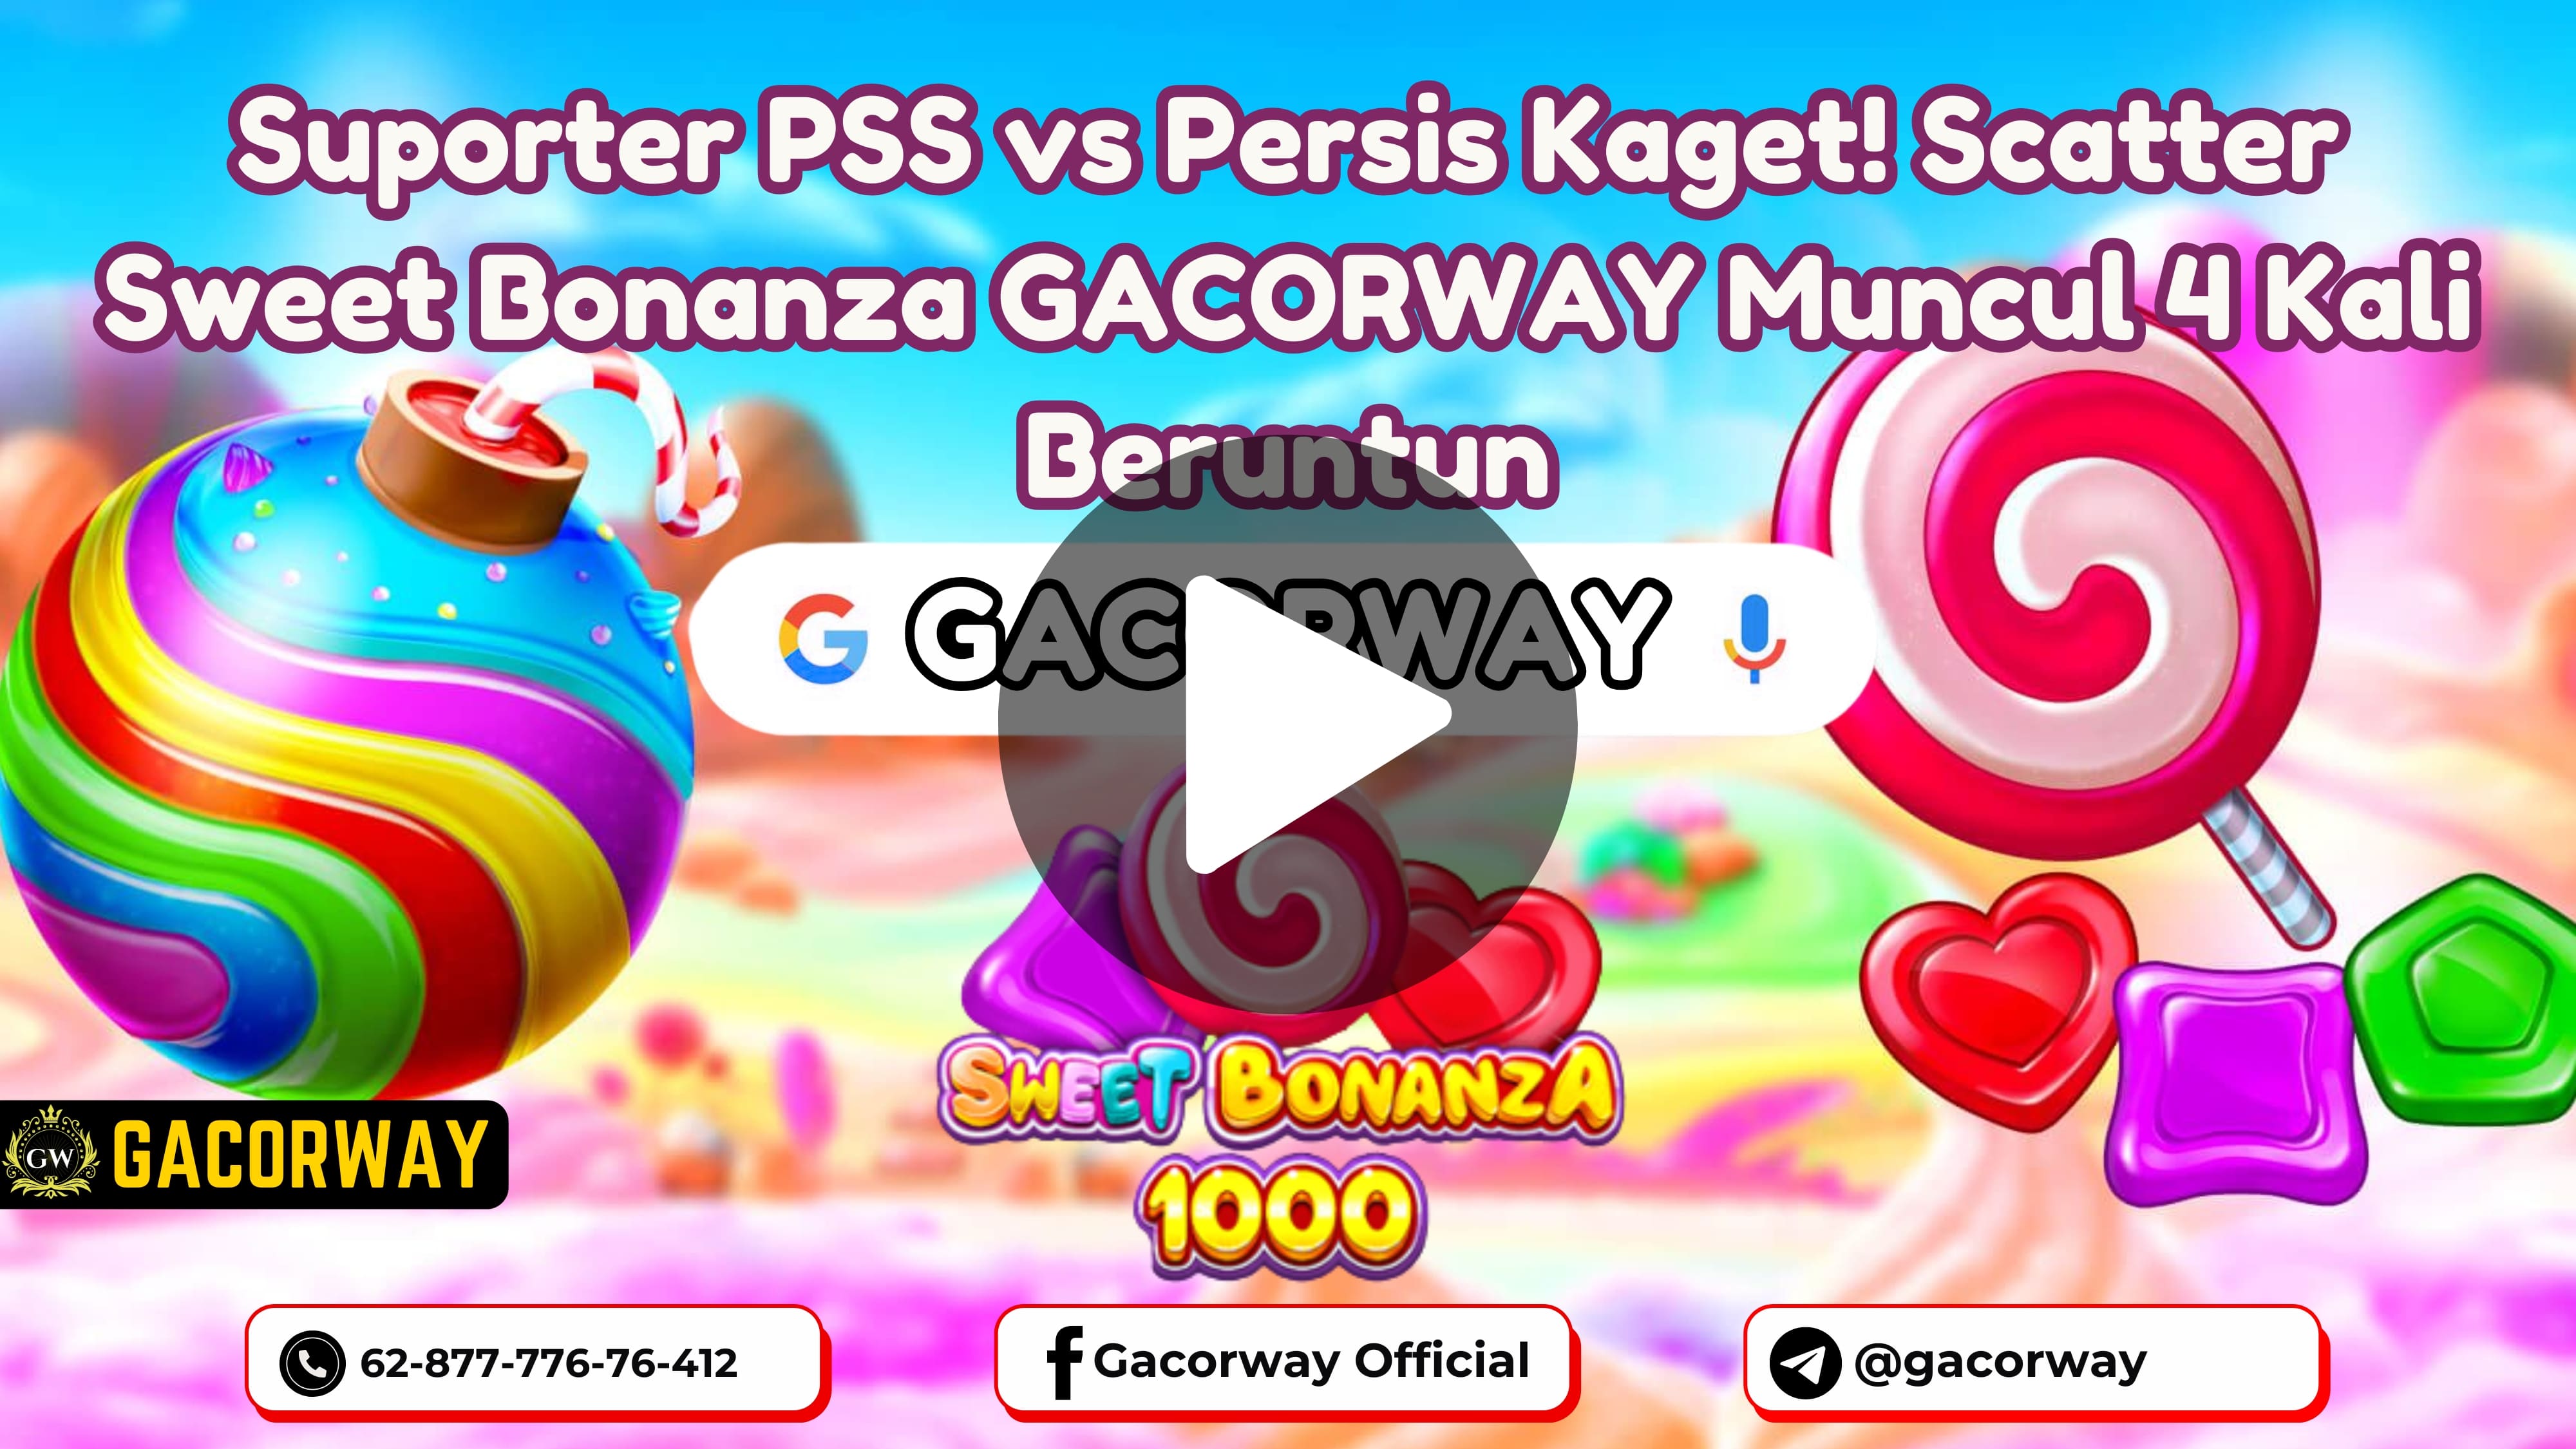 Suporter PSS vs Persis Kaget! Scatter
Sweet Bonanza GACORWAY Muncul 4 Kali
Beruntun
G GACORWAY
SWEET BONANZA
1000
GW GACORWAY
62-877-776-76-412
Gacorway Official
@gacorway